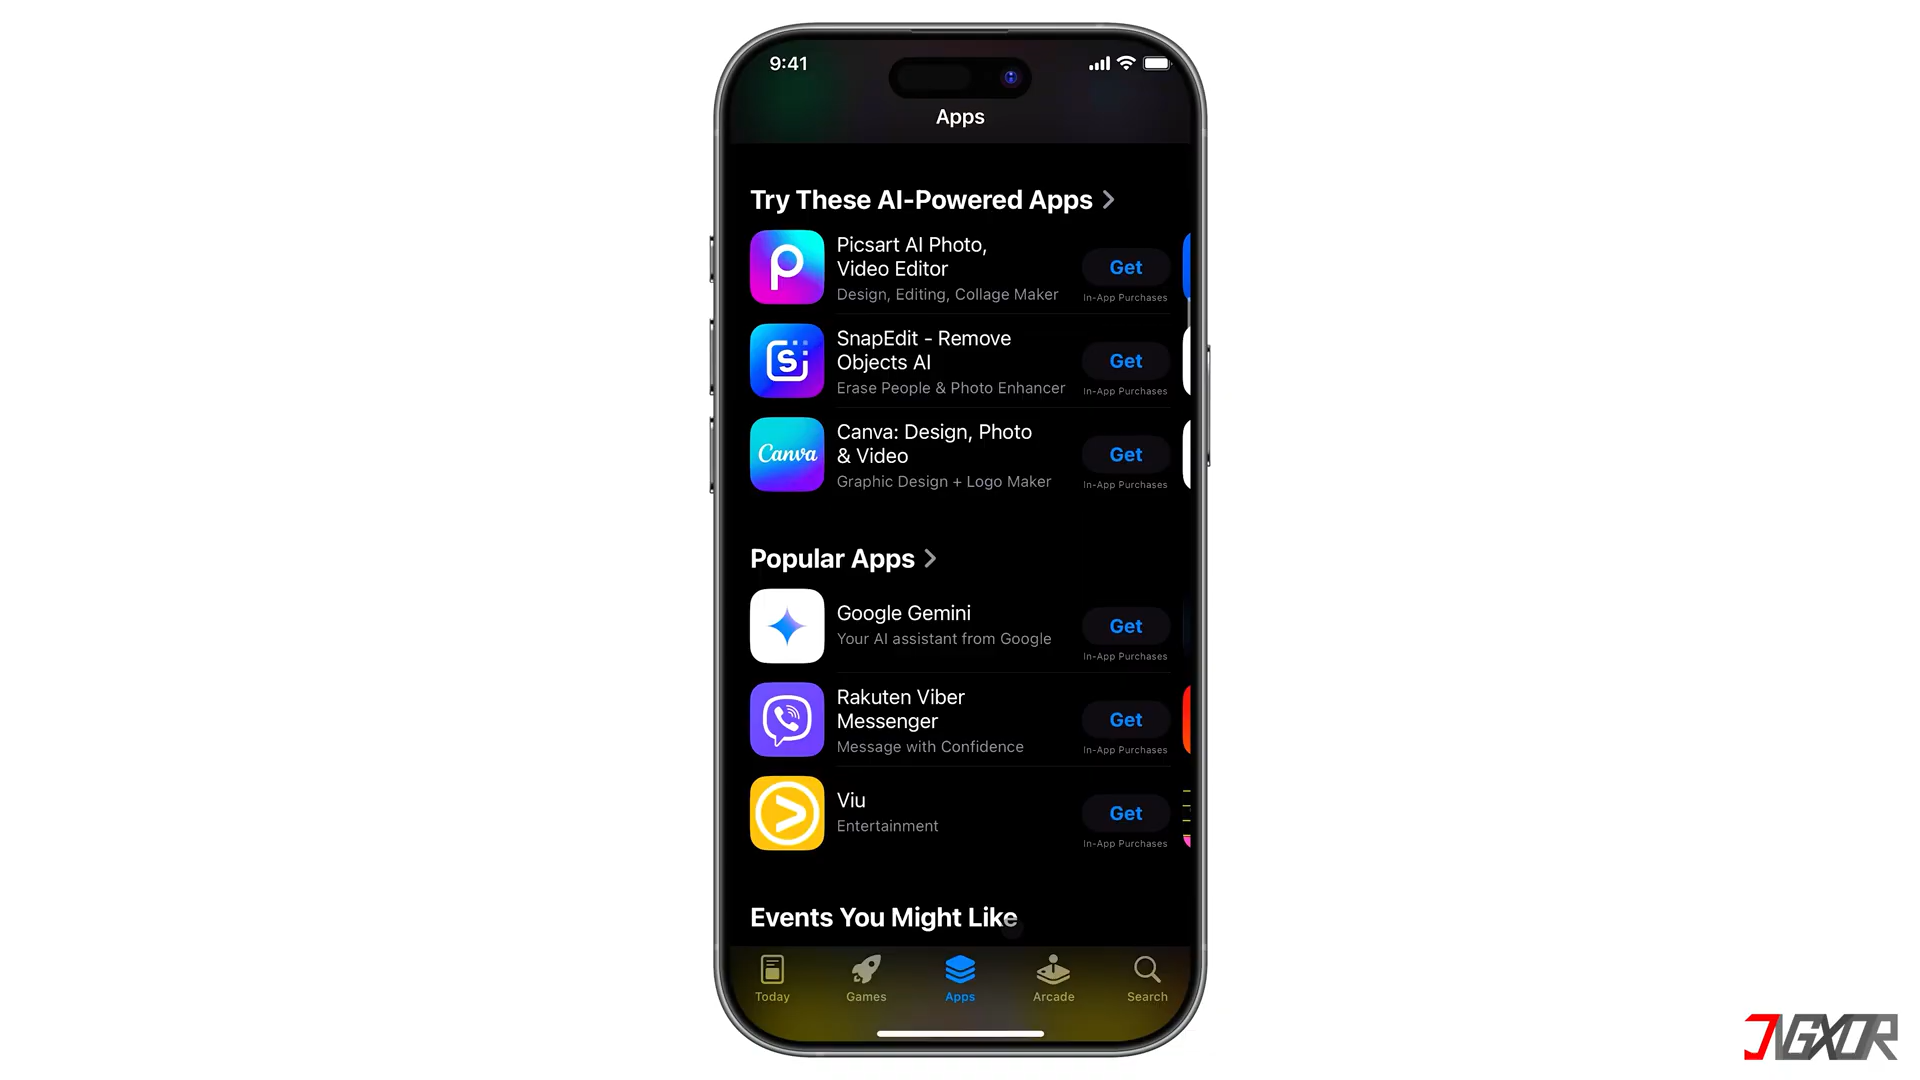 9:41
Apps
Try These AI-Powered Apps
Picsart AI Photo,
Video Editor
Design, Editing, Collage Maker
Get
In-App Purchases
SnapEdit - Remove
Objects AI
Erase People & Photo Enhancer
Get
In-App Purchases
Canva
Canva: Design, Photo
& Video
Graphic Design + Logo Maker
Get
In-App Purchases
Popular Apps
Google Gemini
Your AI assistant from Google
Get
In-App Purchases
Rakuten Viber
Messenger
Message with Confidence
Get
In-App Purchases
Viu
Entertainment
Get
In-App Purchases
Events You Might Like
Today
Games
Apps
Arcade
Search